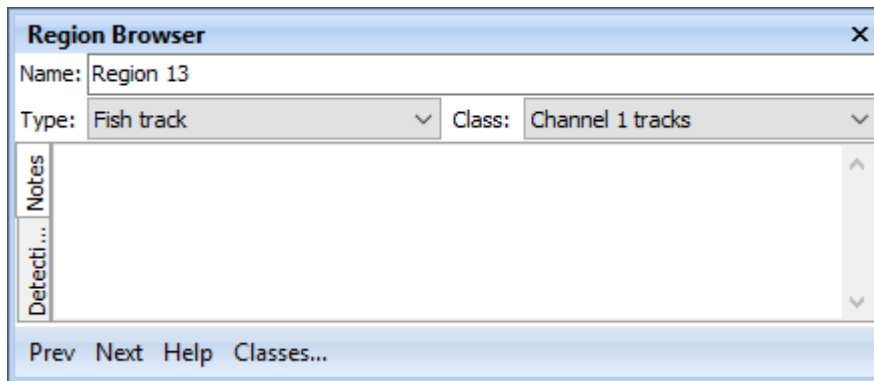 Region Browser
Name: Region 13
Type: Fish track Class: Channel 1 tracks
Notes
Detecti...
Prev Next Help Classes...